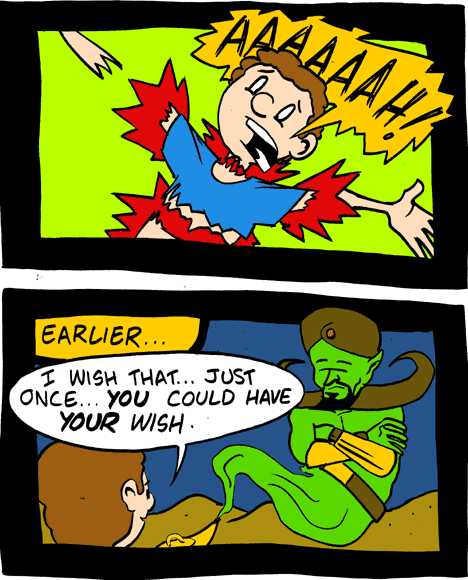 AAAAAAH!
EARLIER...
I WISH THAT... JUST
ONCE... YOU COULD HAVE
YOUR WISH.